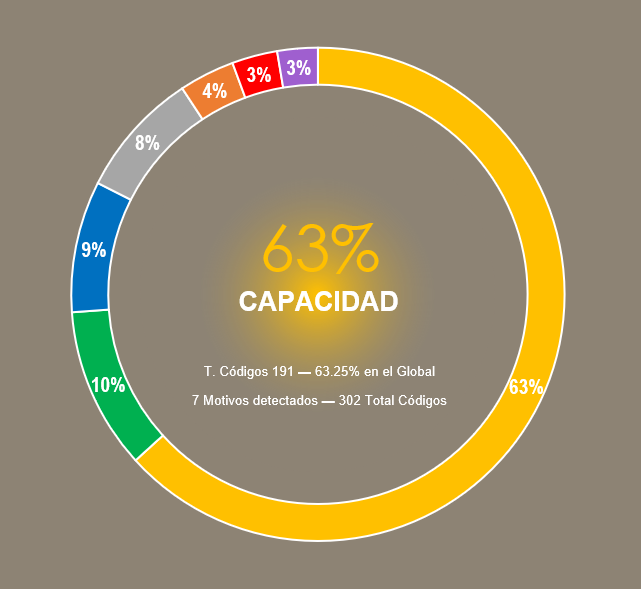 3%
3%
4%
8%
63%
9%
CAPACIDAD
T. Códigos 191 — 63.25% en el Global
10%
63%
7 Motivos detectados — 302 Total Códigos